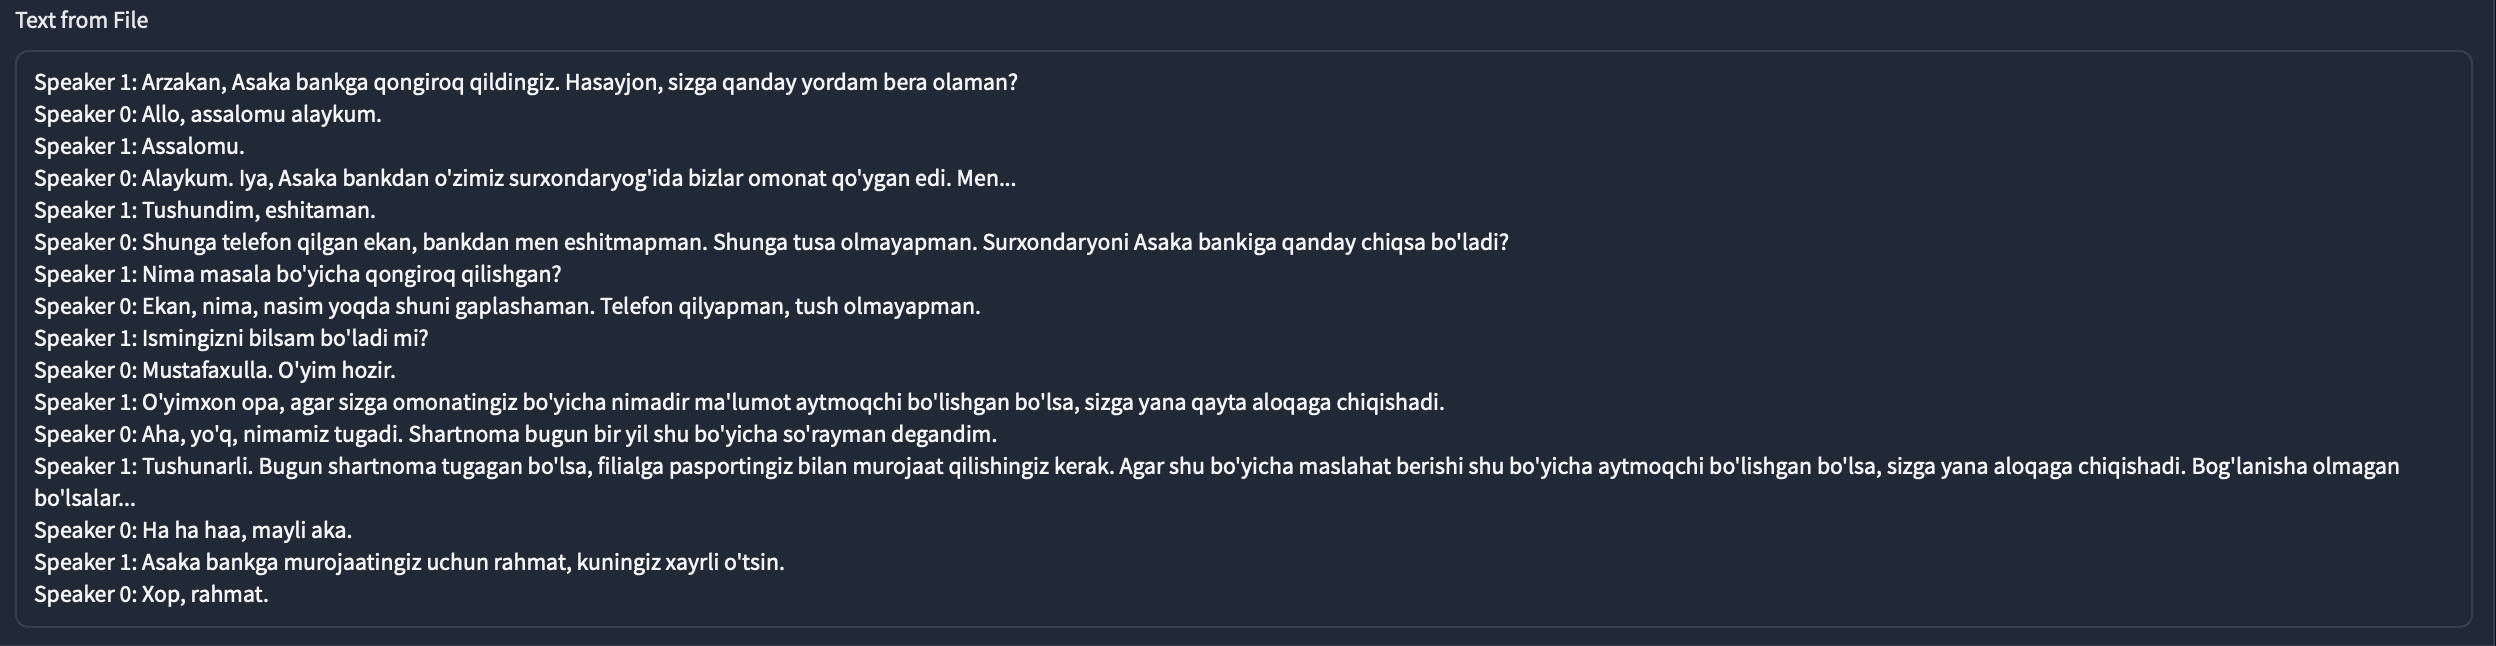 Text from File
Speaker 1: Arzakan, Asaka bankga qongiroq qildingiz. Hasayjon, sizga qanday yordam bera olaman?
Speaker 0: Allo, assalomu alaykum.
Speaker 1: Assalomu.
Speaker 0: Alaykum. Iya, Asaka bankdan o'zimiz surxondaryog'ida bizlar omonat qo'ygan edi. Men...
Speaker 1: Tushundim, eshitaman.
Speaker 0: Shunga telefon qilgan ekan, bankdan men eshitmapman. Shunga tusa olmayapman. Surxondaryoni Asaka bankiga qanday chiqsa bo'ladi?
Speaker 1: Nima masala bo'yicha qongiroq qilishgan?
Speaker 0: Ekan, nima, nasim yoqda shuni gaplashaman. Telefon qilyapman, tush olmayapman.
Speaker 1: Ismingizni bilsam bo'ladi mi?
Speaker 0: Mustafaxulla. O'yim hozir.
Speaker 1: O'yimxon opa, agar sizga omonatingiz bo'yicha nimadir ma'lumot aytmoqchi bo'lishgan bo'lsa, sizga yana qayta aloqaga chiqishadi.
Speaker 0: Aha, yo'q, nimamiz tugadi. Shartnoma bugun bir yil shu bo'yicha so'rayman degandim.
Speaker 1: Tushunarli. Bugun shartnoma tugagan bo'lsa, filialga pasportingiz bilan murojaat qilishingiz kerak. Agar shu bo'yicha maslahat berishi shu bo'yicha aytmoqchi bo'lishgan bo'lsa, sizga yana aloqaga chiqishadi. Bog'lanisha olmagan
bo'lsalar...
Speaker 0: Ha ha haa, mayli aka.
Speaker 1: Asaka bankga murojaatingiz uchun rahmat, kuningiz xayrli o'tsin.
Speaker 0: Xop, rahmat.